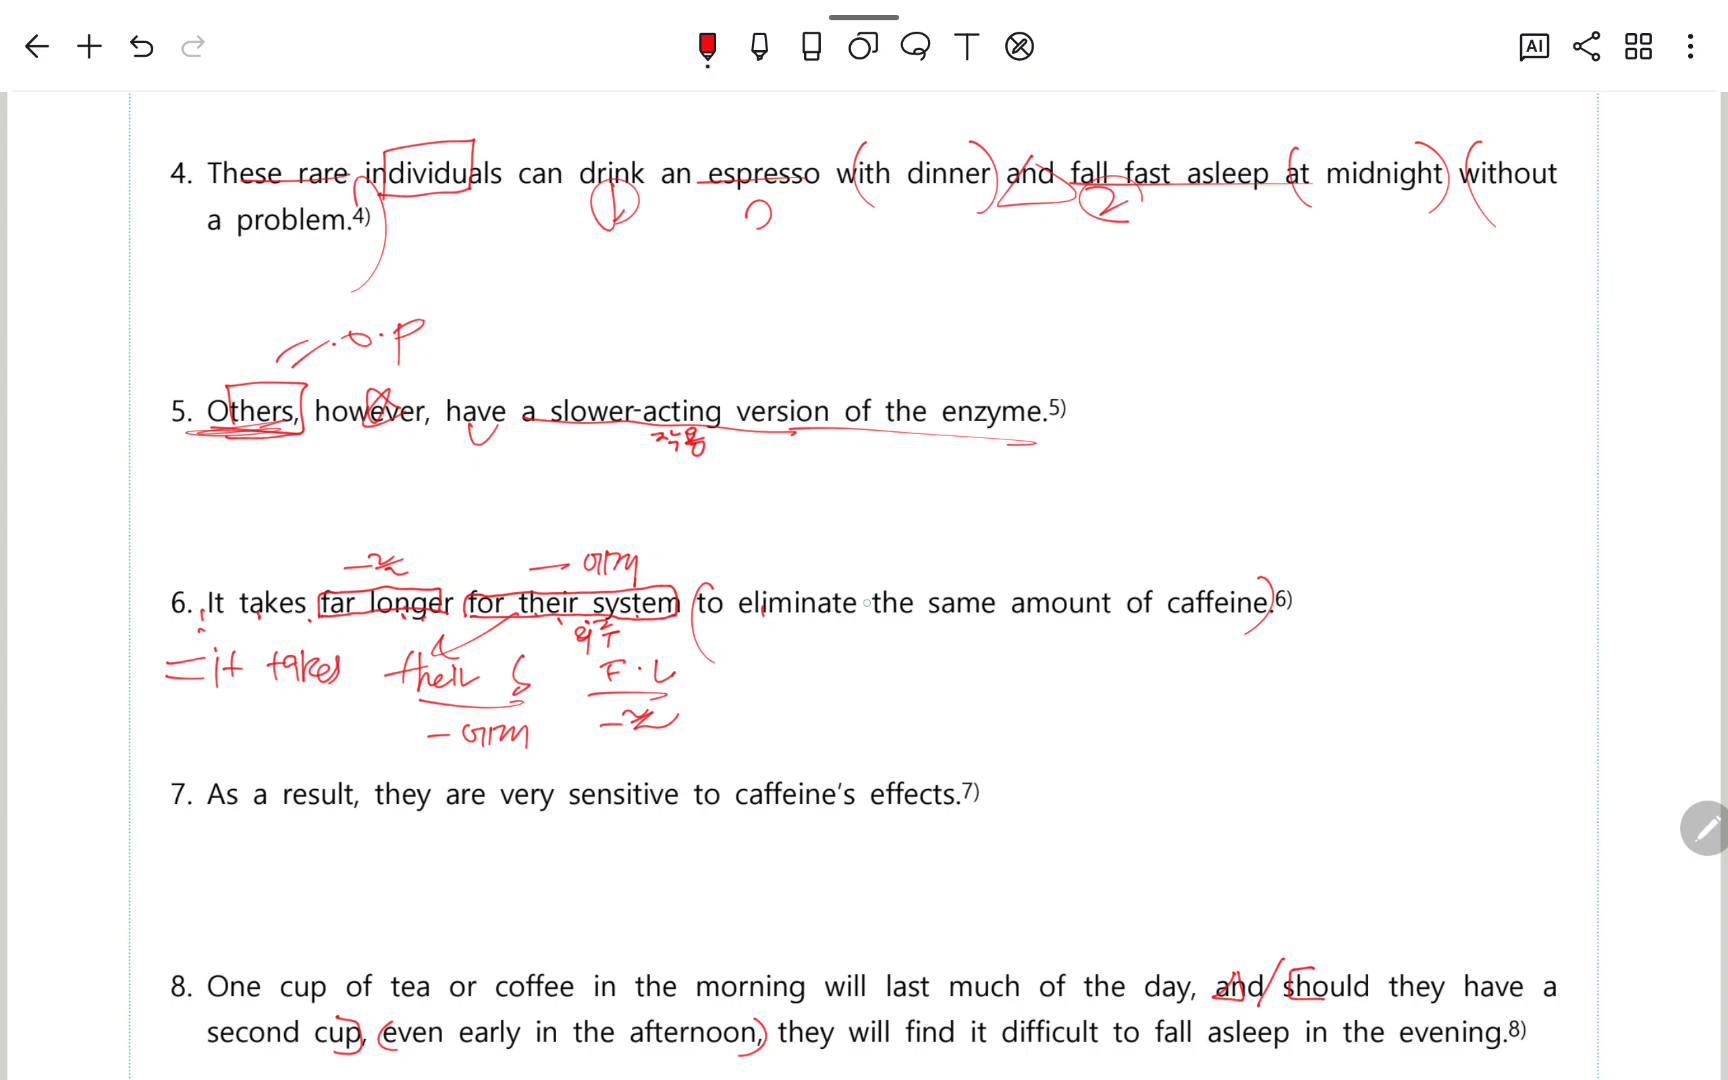 AI
4. These rare individuals can drink an espresso with dinner and fall fast asleep at midnight without
a problem.4)
1
2
O.P
5. Others, however, have a slower-acting version of the enzyme.5)
작용
6. It takes far longer for their system to eliminate the same amount of caffeine.6)
= it takes their S F.L
7. As a result, they are very sensitive to caffeine's effects.7)
8. One cup of tea or coffee in the morning will last much of the day, and should they have a
second cup, even early in the afternoon, they will find it difficult to fall asleep in the evening.8)